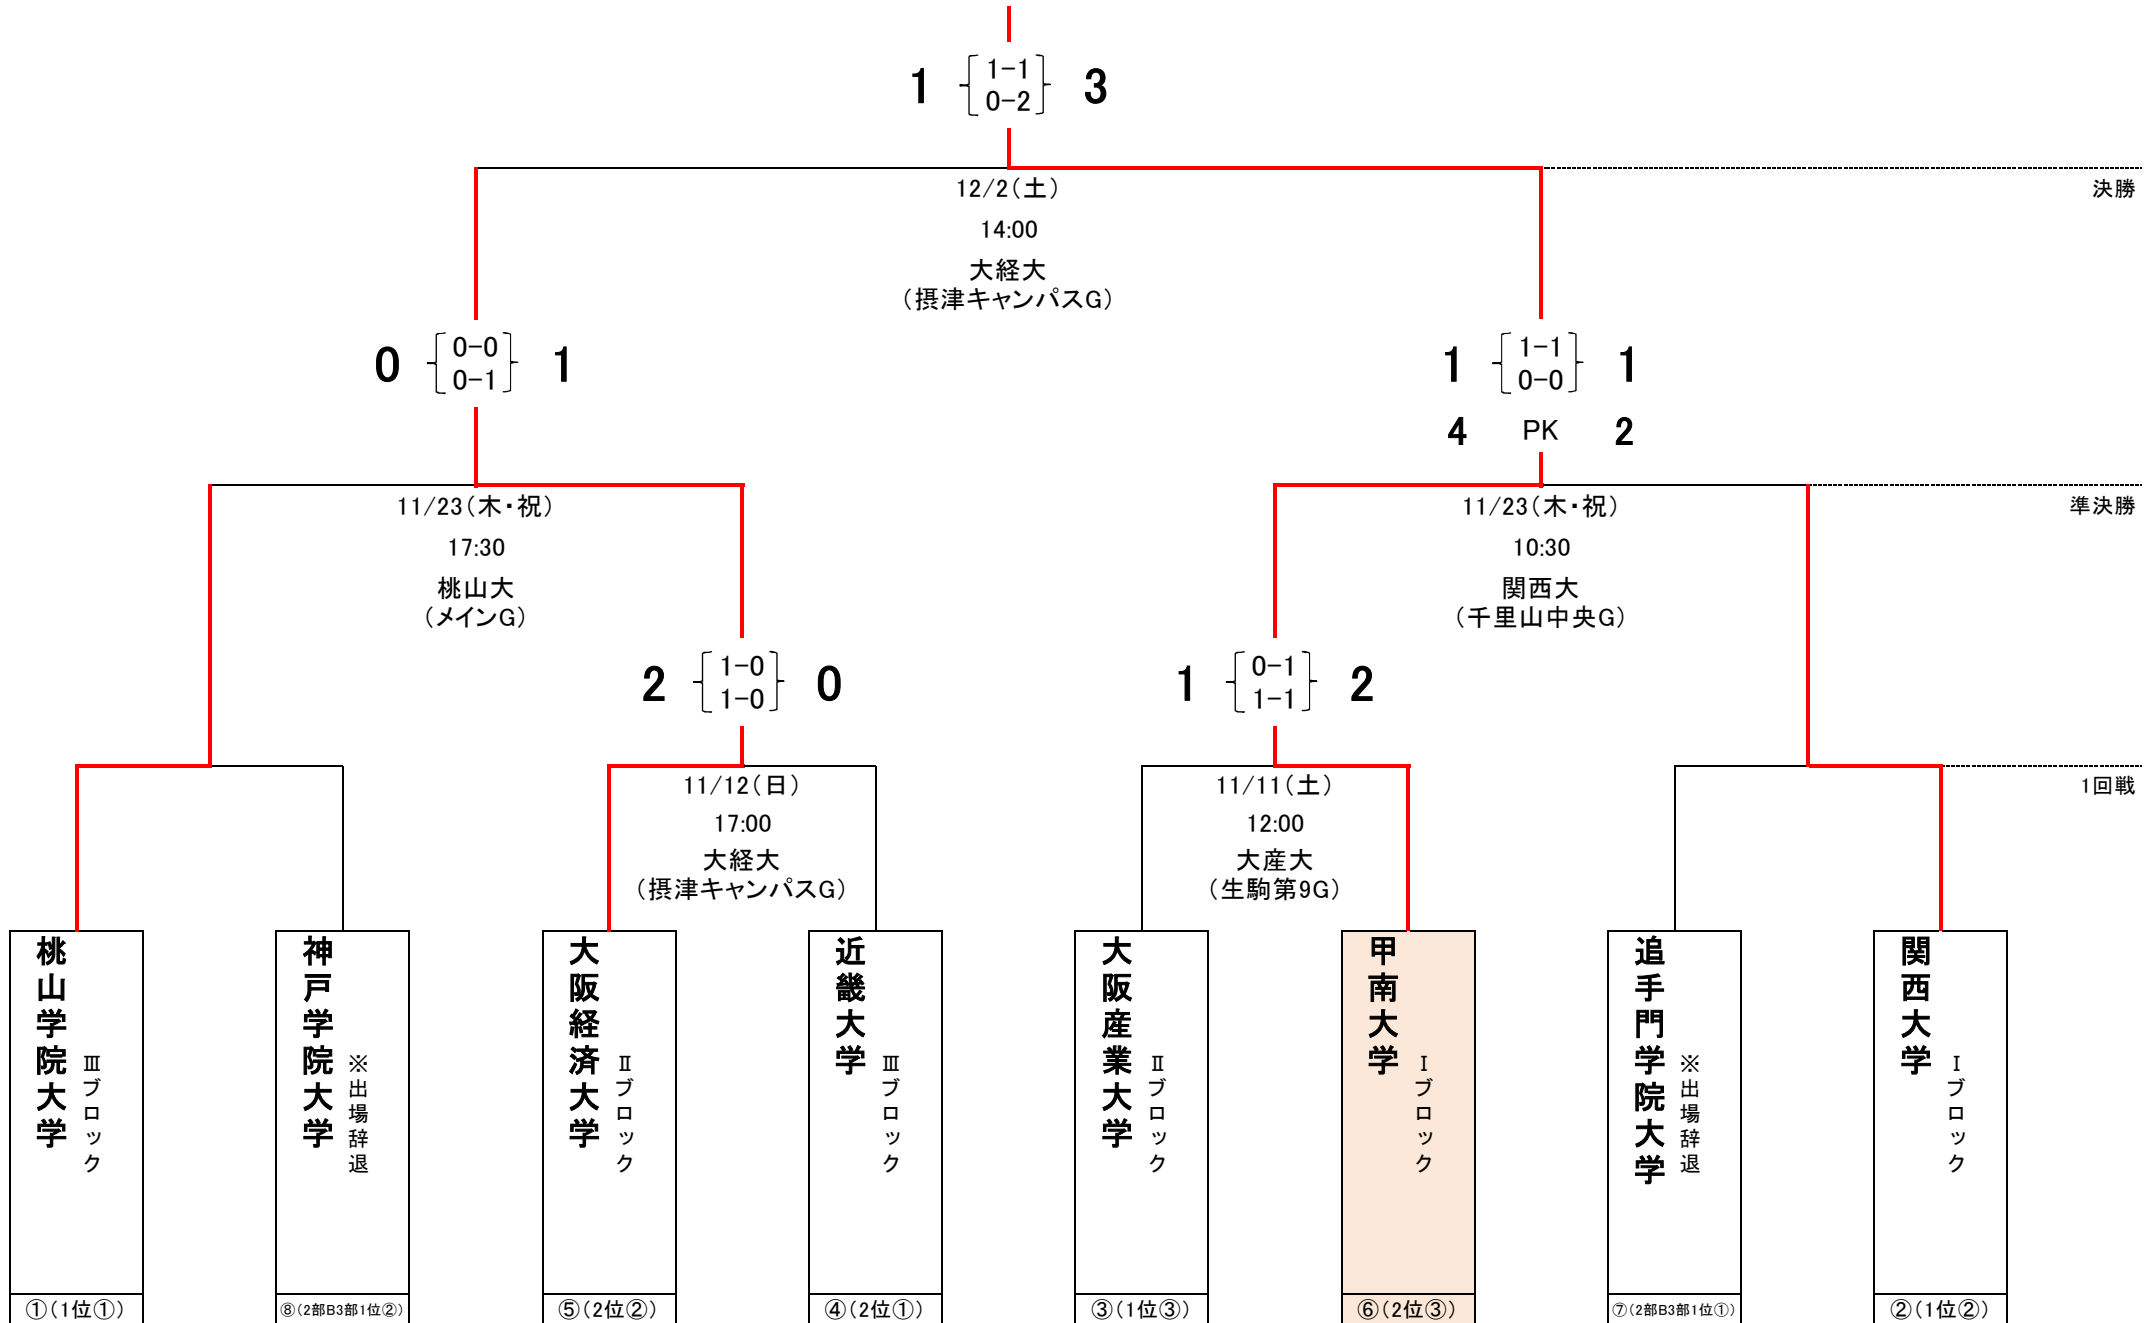 1 1-1 3
0-2
12/2(土)
決勝
14:00
大経大
(摂津キャンパスG)
0 0-0 1
0-1
1 1-1 1
0-0
4 PK 2
11/23(木・祝)
11/23(木・祝)
準決勝
17:30
10:30
桃山大
(メインG)
関西大
(千里山中央G)
2 1-0 0
1-0
1 0-1 2
1-1
11/12(日)
11/11(土)
1回戦
17:00
12:00
大経大
(摂津キャンパスG)
大産大
(生駒第9G)
桃山学院大学
Ⅲブロック
①(1位①)
神戸学院大学
※出場辞退
⑧(2部B3部1位②)
大阪経済大学
Ⅱブロック
⑤(2位②)
近畿大学
Ⅲブロック
④(2位①)
大阪産業大学
Ⅱブロック
③(1位③)
甲南大学
Ⅰブロック
⑥(2位③)
追手門学院大学
※出場辞退
⑦(2部B3部1位①)
関西大学
Ⅰブロック
②(1位②)